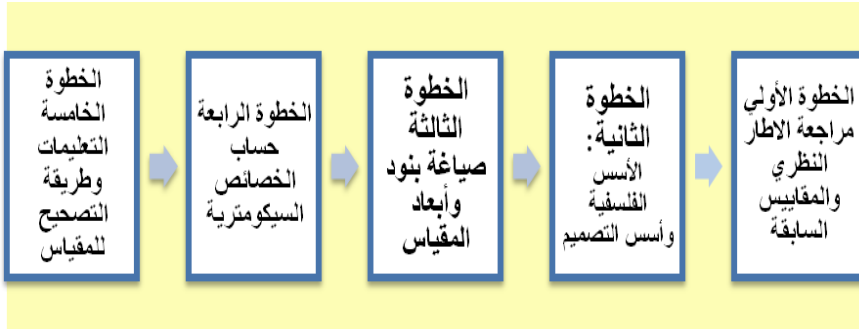 الخطوة الأولي
مراجعة الاطار
النظري
والمقاييس
السابقة
الخطوة
الثانية:
الأسس
الفلسفية
وأسس التصميم
الخطوة
الثالثة
صياغة بنود
وأبعاد
المقياس
الخطوة الرابعة
حساب
الخصائص
السيكومترية
الخطوة
الخامسة
التعليمات
وطريقة
التصحيح
للمقياس